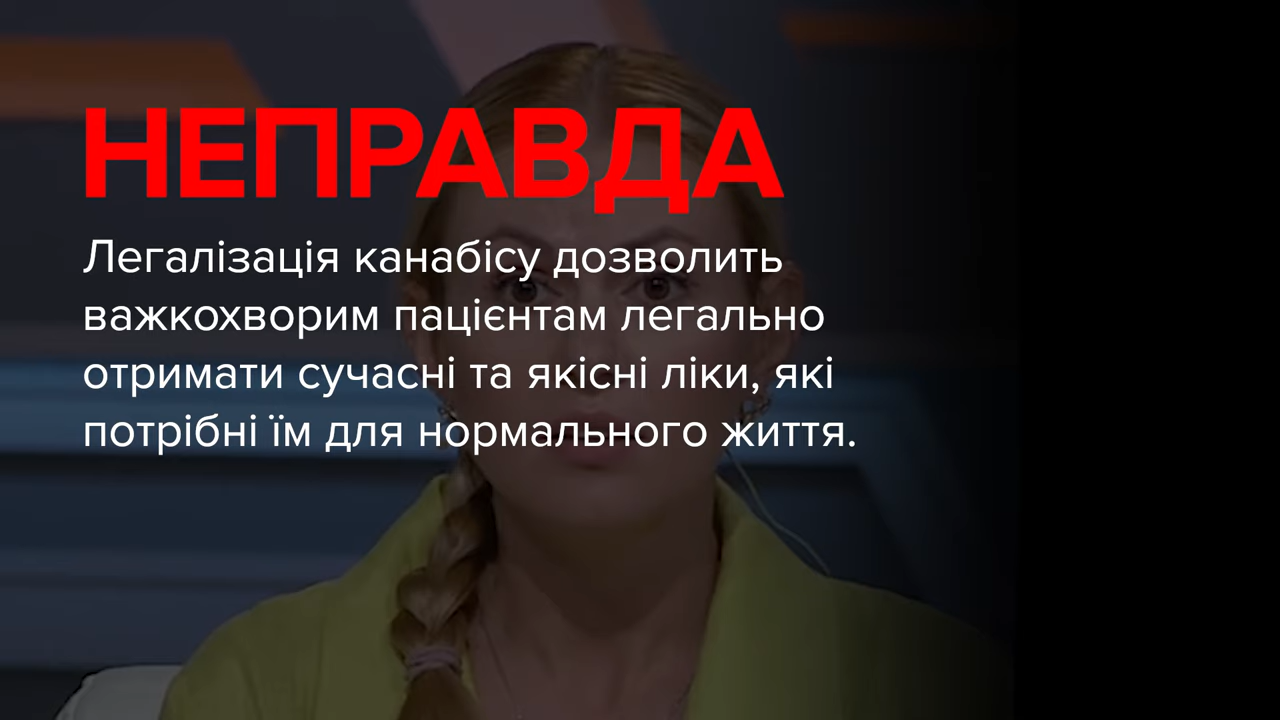 НЕПРАВДА
Легалізація канабісу дозволить
важкохворим пацієнтам легально
отримати сучасні та якісні ліки, які
потрібні їм для нормального життя.